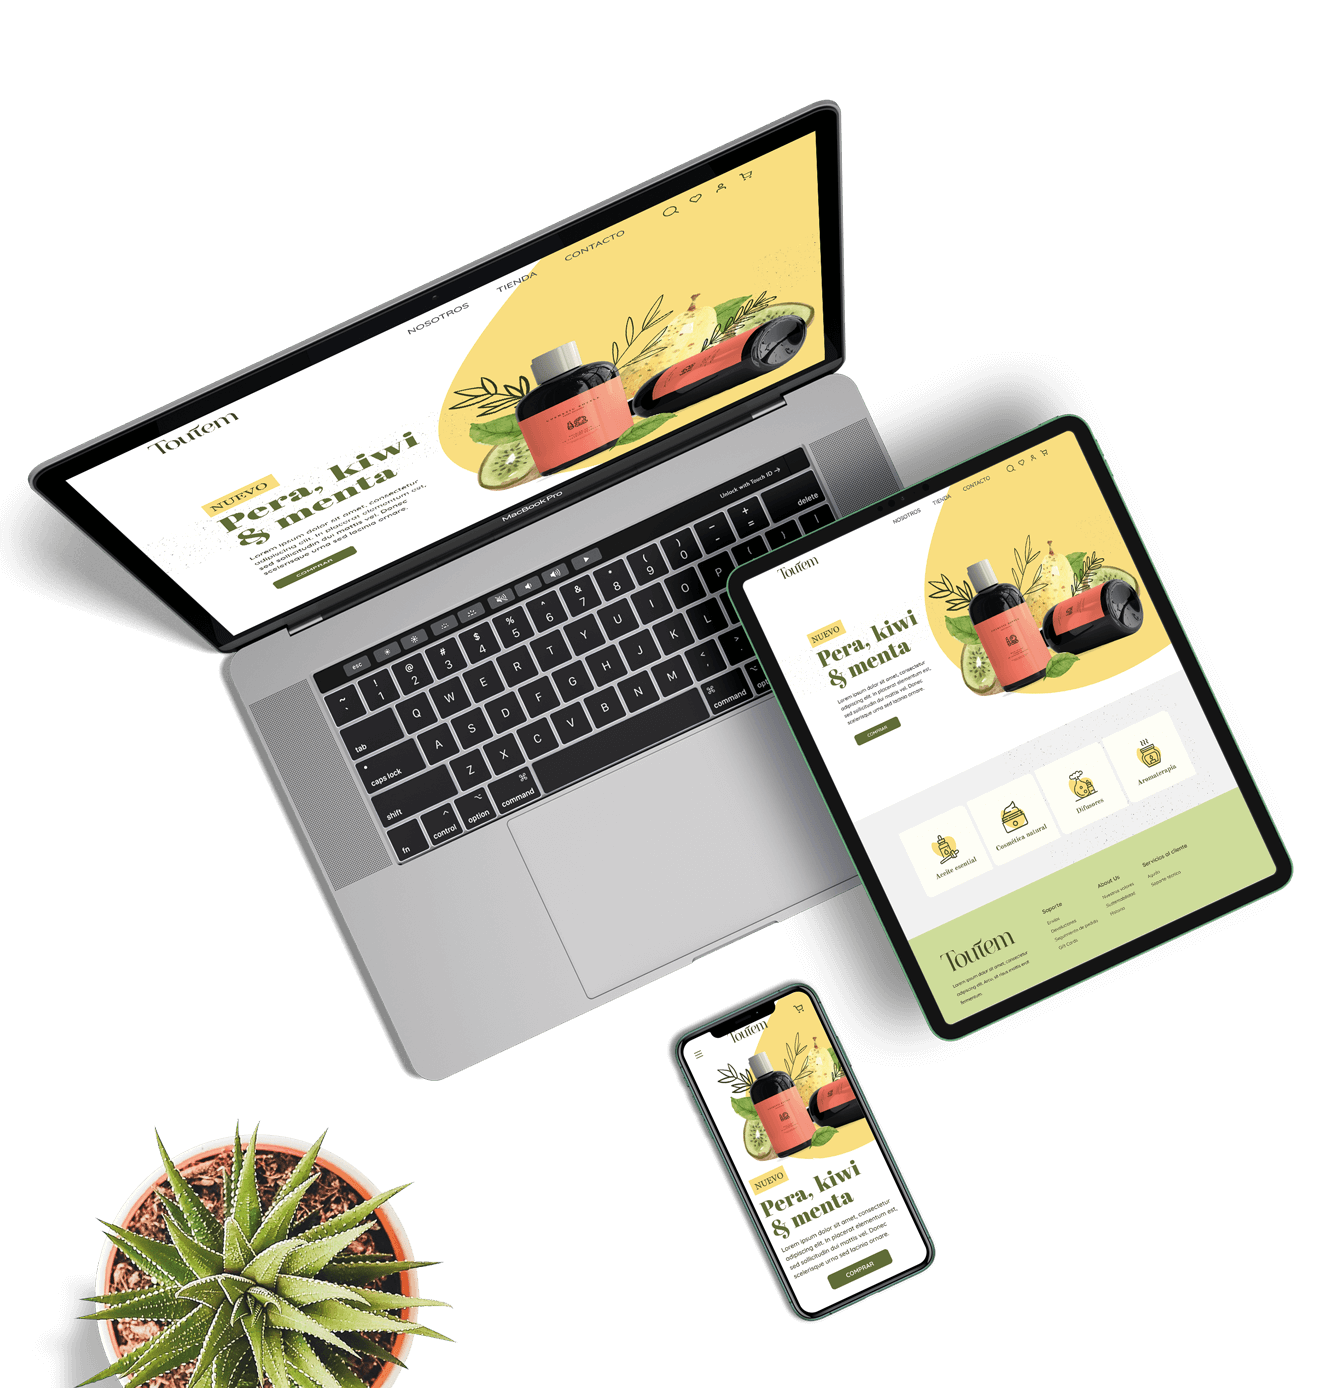 NOSOTROS
TIENDA
CONTACTO
Toutem
NUEVO
Pera, kiwi
& menta
Lorem ipsum dolor sit amet, consectetur
adipiscing elit. In placerat elementum est,
sed sollicitudin dui mattis vel. Donec
scelerisque urna sed lacinia ornare.
COMPRAR
MacBook Pro
esc
Unlock with Touch ID →
~
! 1
@ 2
# 3
$ 4
% 5
^ 6
& 7
* 8
( 9
) 0
–
+ =
delete
tab
Q W E R T Y U I O P
caps lock
A S D F G H J K L
shift
Z X C V B N M < , > .
fn
control
option
command
command
opti
NOSOTROS
TIENDA
CONTACTO
Toutem
NUEVO
Pera, kiwi
& menta
Lorem ipsum dolor sit amet, consectetur
adipiscing elit. In placerat elementum est,
sed sollicitudin dui mattis vel. Donec
scelerisque urna sed lacinia ornare.
COMPRAR
Aceite esential
Cosmética natural
Difusores
Aromaterapia
Toutem
Lorem ipsum dolor sit amet, consectetur
adipiscing elit. Arcu, sit risus mattis erat
fermentum.
Soporte
Envíos
Devoluciones
Seguimiento de pedido
Gift Cards
About Us
Nuestros valores
Sustentabilidad
Servicios al cliente
Ayuda
Soporte técnico
Toutem
NUEVO
Pera, kiwi
& menta
Lorem ipsum dolor sit amet, consectetur
adipiscing elit. In placerat elementum est,
sed sollicitudin dui mattis vel. Donec
scelerisque urna sed lacinia ornare.
COMPRAR